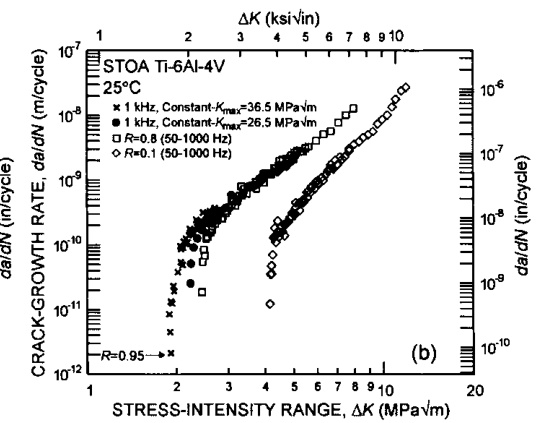 ΔK (ksi√in)
1 2 3 4 5 6 7 8 9 10
10⁻⁷
(b)
STOA Ti-6Al-4V
25°C
× 1 kHz, Constant-Kmax=36.5 MPa√m
● 1 kHz, Constant-Kmax=26.5 MPa√m
□ R=0.8 (50-1000 Hz)
◇ R=0.1 (50-1000 Hz)
10⁻⁸
10⁻⁹
10⁻¹⁰
10⁻¹¹
10⁻¹²
10⁻⁶
10⁻⁷
10⁻⁸
10⁻⁹
10⁻¹⁰
da/dN (in/cycle)
CRACK-GROWTH RATE, da/dN (m/cycle)
da/dN (in/cycle)
R=0.95
(b)
1 2 3 4 5 6 7 8 9 10 20
STRESS-INTENSITY RANGE, ΔK (MPa√m)